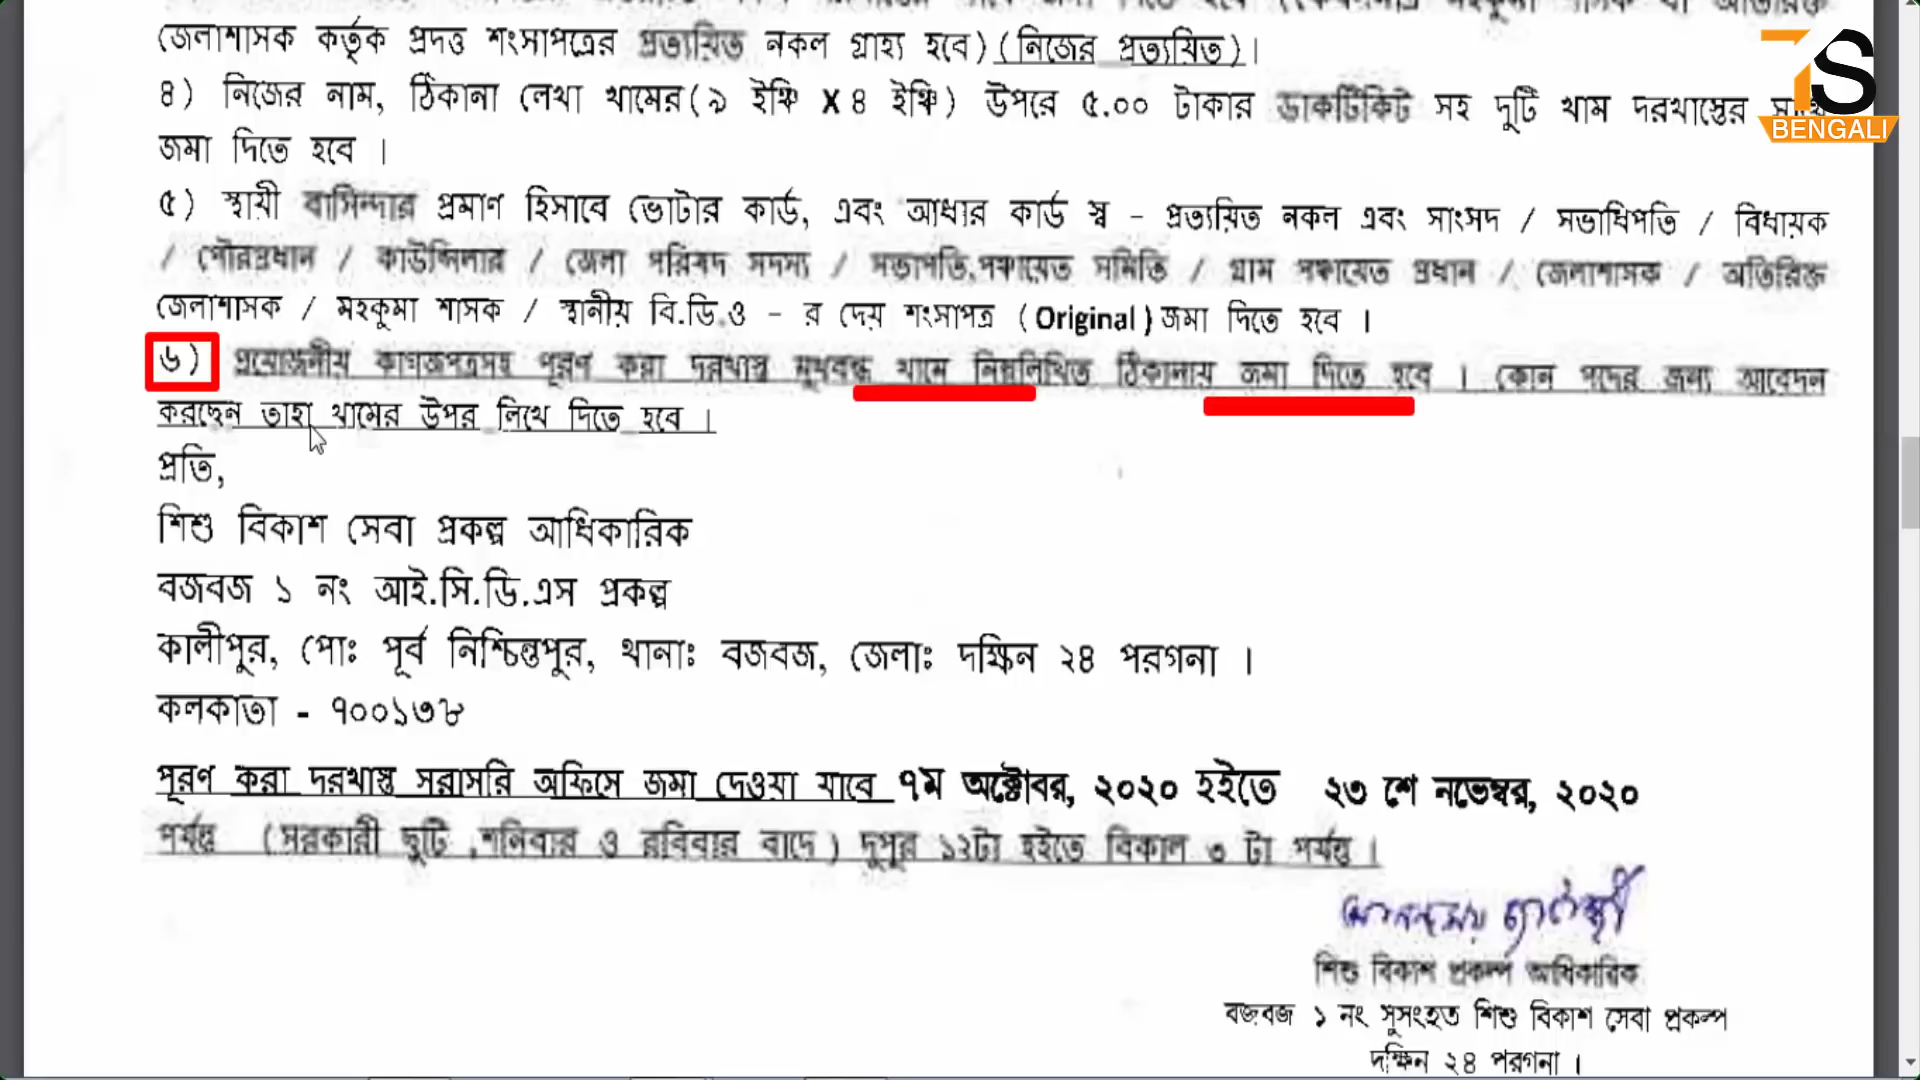 জেলাশাসক কর্তৃক প্রদত্ত শংসাপত্রের প্রত্যয়িত নকল গ্রাহ্য হবে) (নিজের প্রত্যয়িত)।
৪) নিজের নাম, ঠিকানা লেখা খামের(৯ ইঞ্চি X ৪ ইঞ্চি) উপরে ৫.০০ টাকার ডাকটিকিট সহ দুটি খাম দরখাস্তের
জমা দিতে হবে ।
৫) স্থায়ী বাসিন্দার প্রমাণ হিসাবে ভোটার কার্ড, এবং আধার কার্ড স্ব – প্রত্যয়িত নকল এবং সাংসদ / সভাধিপতি / বিধায়ক
/ পৌরপ্রধান / কাউন্সিলার / জেলা পরিষদ সদস্য / সভাপতি,পঞ্চায়েত সমিতি / গ্রাম পঞ্চায়েত প্রধান / জেলাশাসক / অতিরিক্ত
জেলাশাসক / মহকুমা শাসক / স্থানীয় বি.ডি.ও – র দেয় শংসাপত্র (Original) জমা দিতে হবে ।
৬) প্রয়োজনীয় কাগজপত্রসহ পূরণ করা দরখাস্ত মুখবন্ধ খামে নিম্নলিখিত ঠিকানায় জমা দিতে হবে । কোন পদের জন্য আবেদন
করছেন তাহা খামের উপর লিখে দিতে হবে ।
প্রতি,
শিশু বিকাশ সেবা প্রকল্প আধিকারিক
বজবজ ১ নং আই.সি.ডি.এস প্রকল্প
কালীপুর, পোঃ পূর্ব নিশ্চিন্তপুর, থানাঃ বজবজ, জেলাঃ দক্ষিন ২৪ পরগনা ।
কলকাতা - ৭০০১৩৮
পূরণ করা দরখাস্ত সরাসরি অফিসে জমা দেওয়া যাবে ৭ম অক্টোবর, ২০২০ হইতে ২৩ শে নভেম্বর, ২০২০
পর্যন্ত (সরকারী ছুটি ,শনিবার ও রবিবার বাদে) দুপুর ১২টা হইতে বিকাল ৩ টা পর্যন্ত ।
শিশু বিকাশ প্রকল্প আধিকারিক
বজবজ ১ নং সুসংহত শিশু বিকাশ সেবা প্রকল্প
দক্ষিন ২৪ পরগনা ।
TS
BENGALI